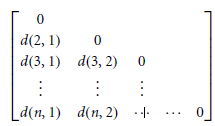 0
d(2, 1) 0
d(3, 1) d(3, 2) 0
⋮ ⋮ ⋮
d(n, 1) d(n, 2) ⋯ ⋯ 0